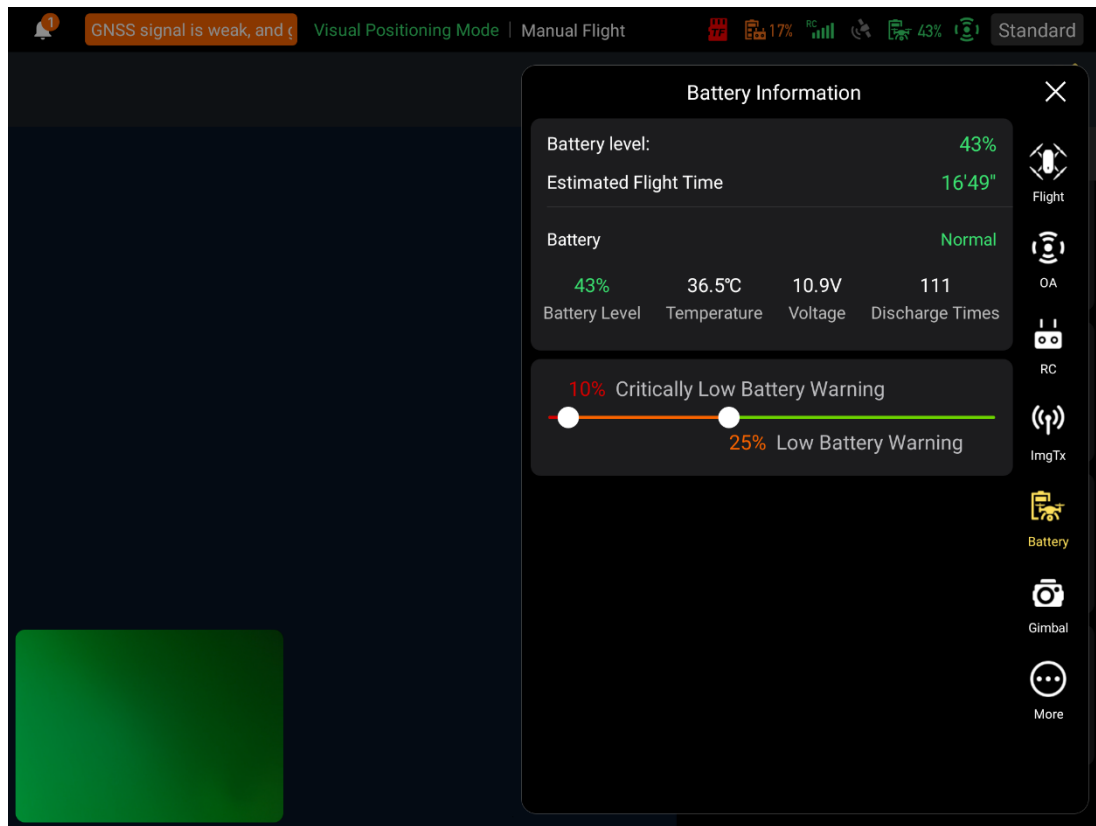 1
GNSS signal is weak, and g
Visual Positioning Mode | Manual Flight
TF
17%
RC
43%
Standard
Battery Information
Battery level:
43%
Estimated Flight Time
16'49"
Battery
Normal
43%
36.5℃
10.9V
111
Battery Level
Temperature
Voltage
Discharge Times
10% Critically Low Battery Warning
25% Low Battery Warning
Flight
OA
RC
ImgTx
Battery
Gimbal
More